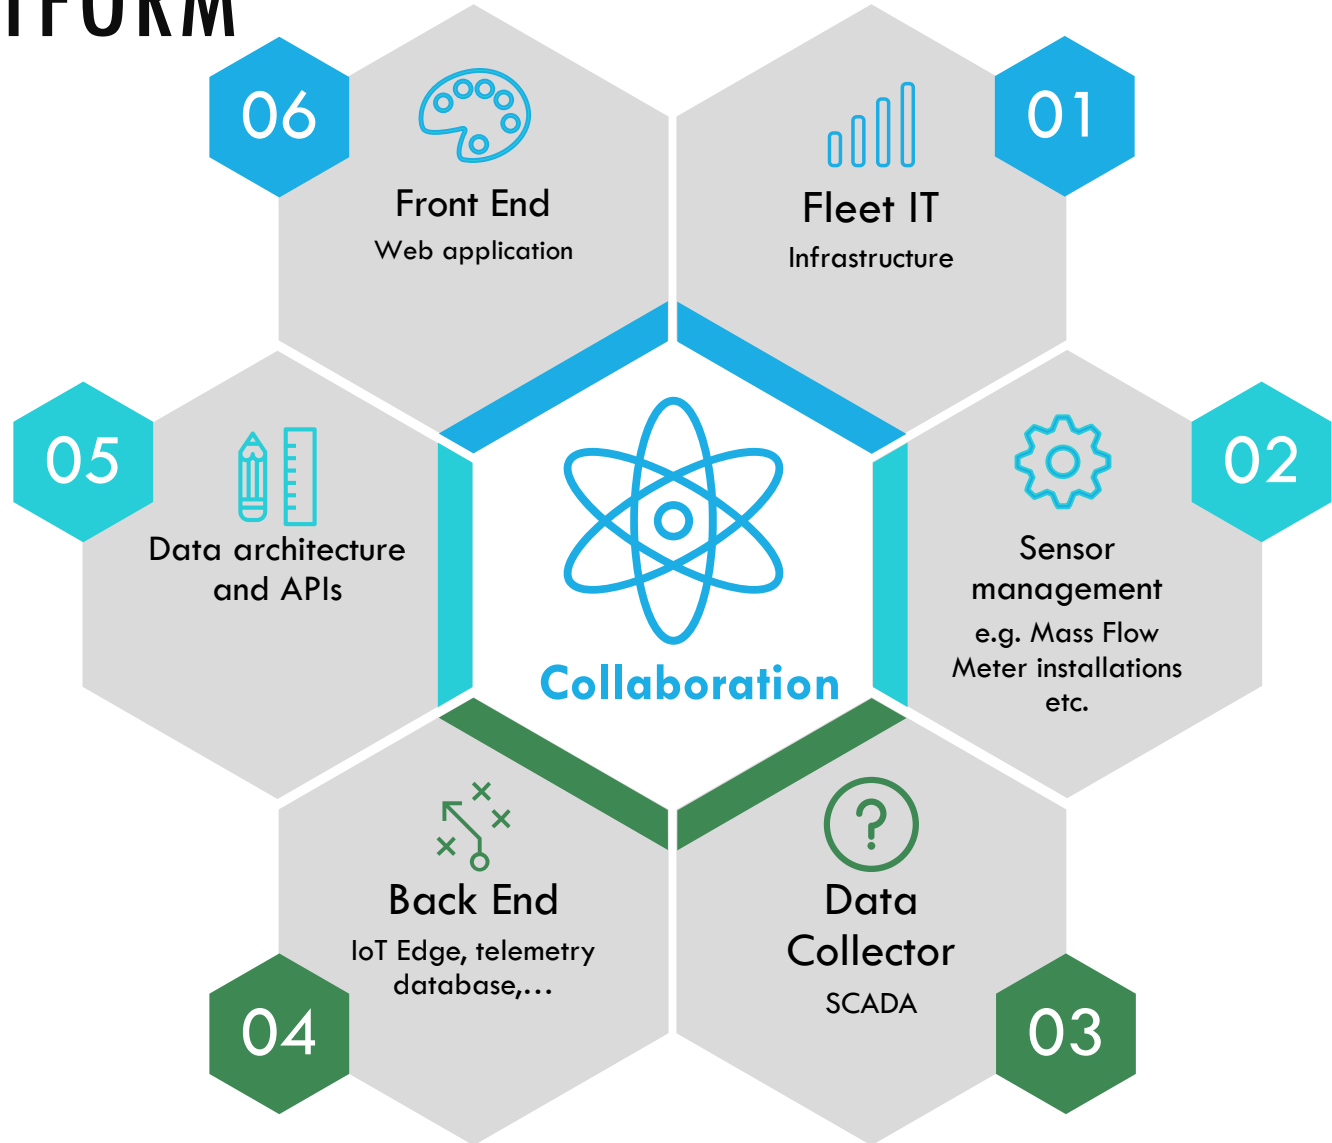 06
Front End
Web application
01
Fleet IT
Infrastructure
05
Data architecture
and APIs
Collaboration
02
Sensor
management
e.g. Mass Flow
Meter installations
etc.
04
Back End
IoT Edge, telemetry
database,...
03
Data
Collector
SCADA